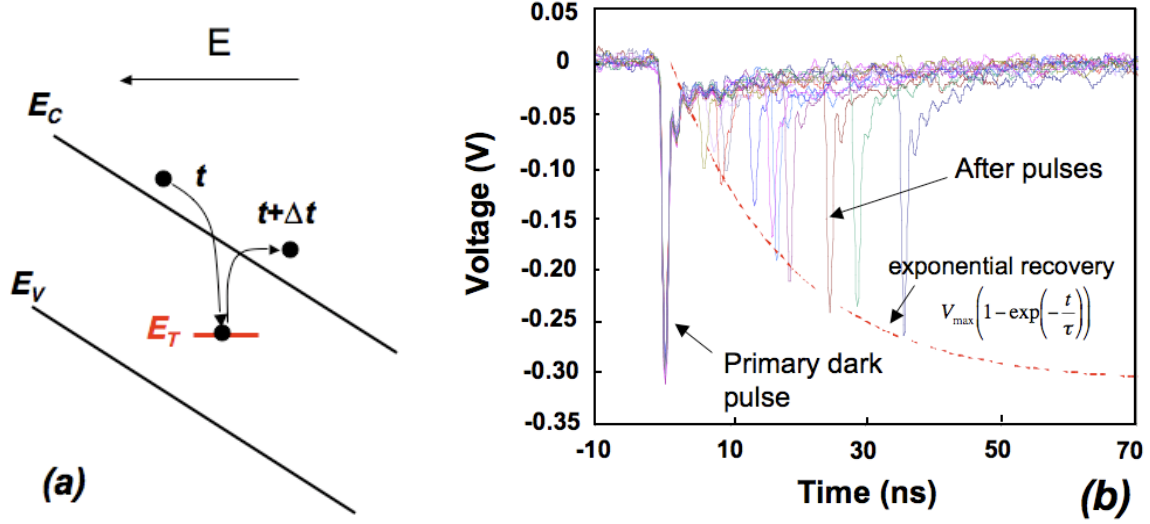 E
E_C
t
t+Δt
E_V
E_T
(a)
0.05
0
-0.05
-0.10
-0.15
-0.20
-0.25
-0.30
-0.35
Voltage (V)
After pulses
exponential recovery
V_max(1−exp(−t/τ))
Primary dark
pulse
-10
10
30
50
70
Time (ns)
(b)